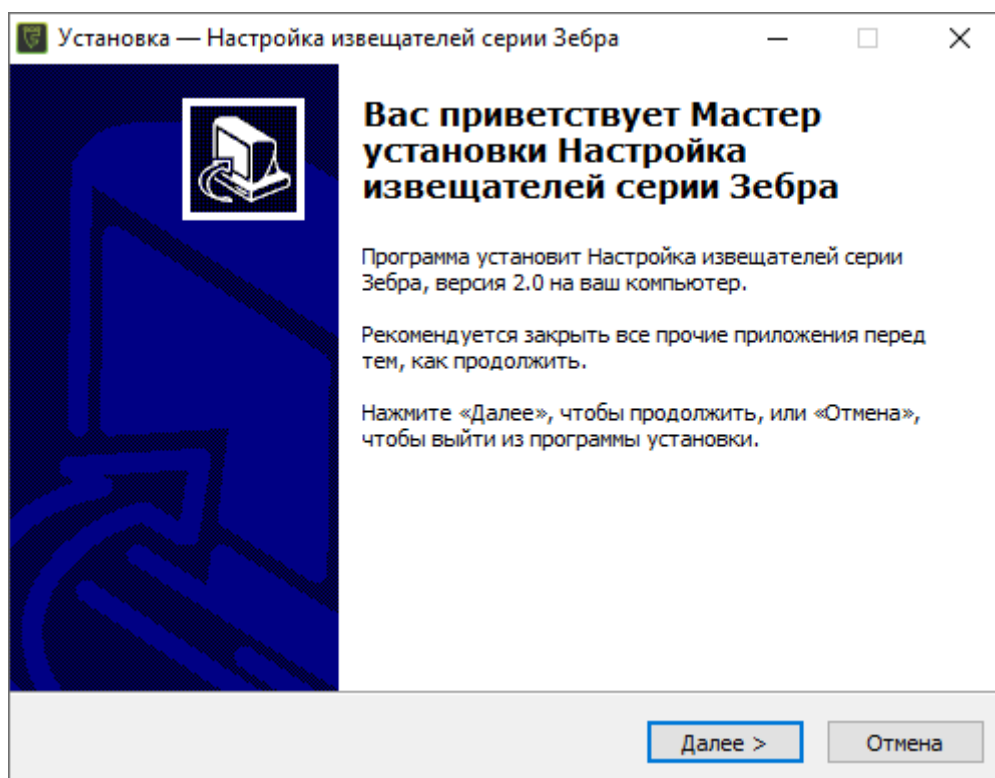 Установка — Настройка извещателей серии Зебра
Вас приветствует Мастер
установки Настройка
извещателей серии Зебра
Программа установит Настройка извещателей серии
Зебра, версия 2.0 на ваш компьютер.
Рекомендуется закрыть все прочие приложения перед
тем, как продолжить.
Нажмите «Далее», чтобы продолжить, или «Отмена»,
чтобы выйти из программы установки.
Далее >
Отмена